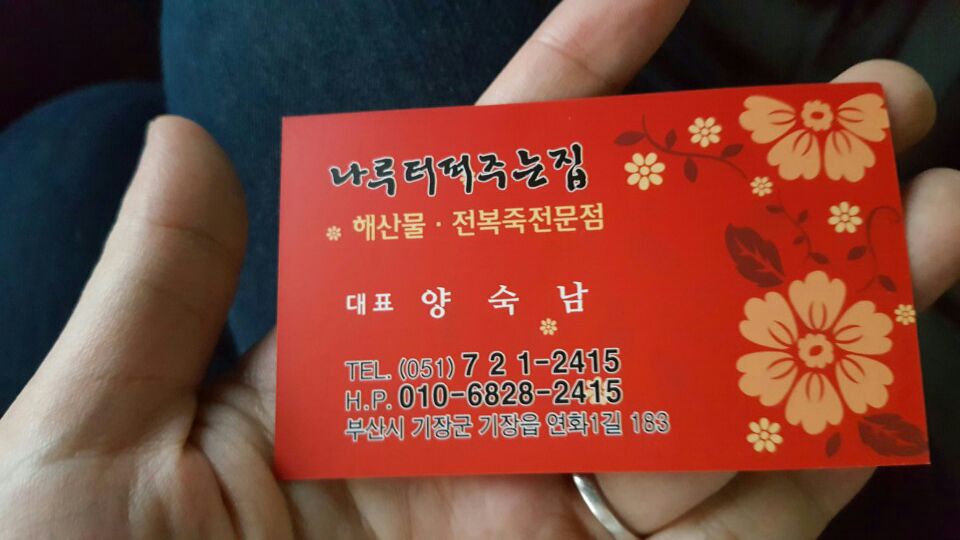 나루터퍼주는집
해산물 · 전복죽전문점
대표 양 숙 남
TEL. (051) 7 2 1-2415
H.P. 010-6828-2415
부산시 기장군 기장읍 연화1길 183